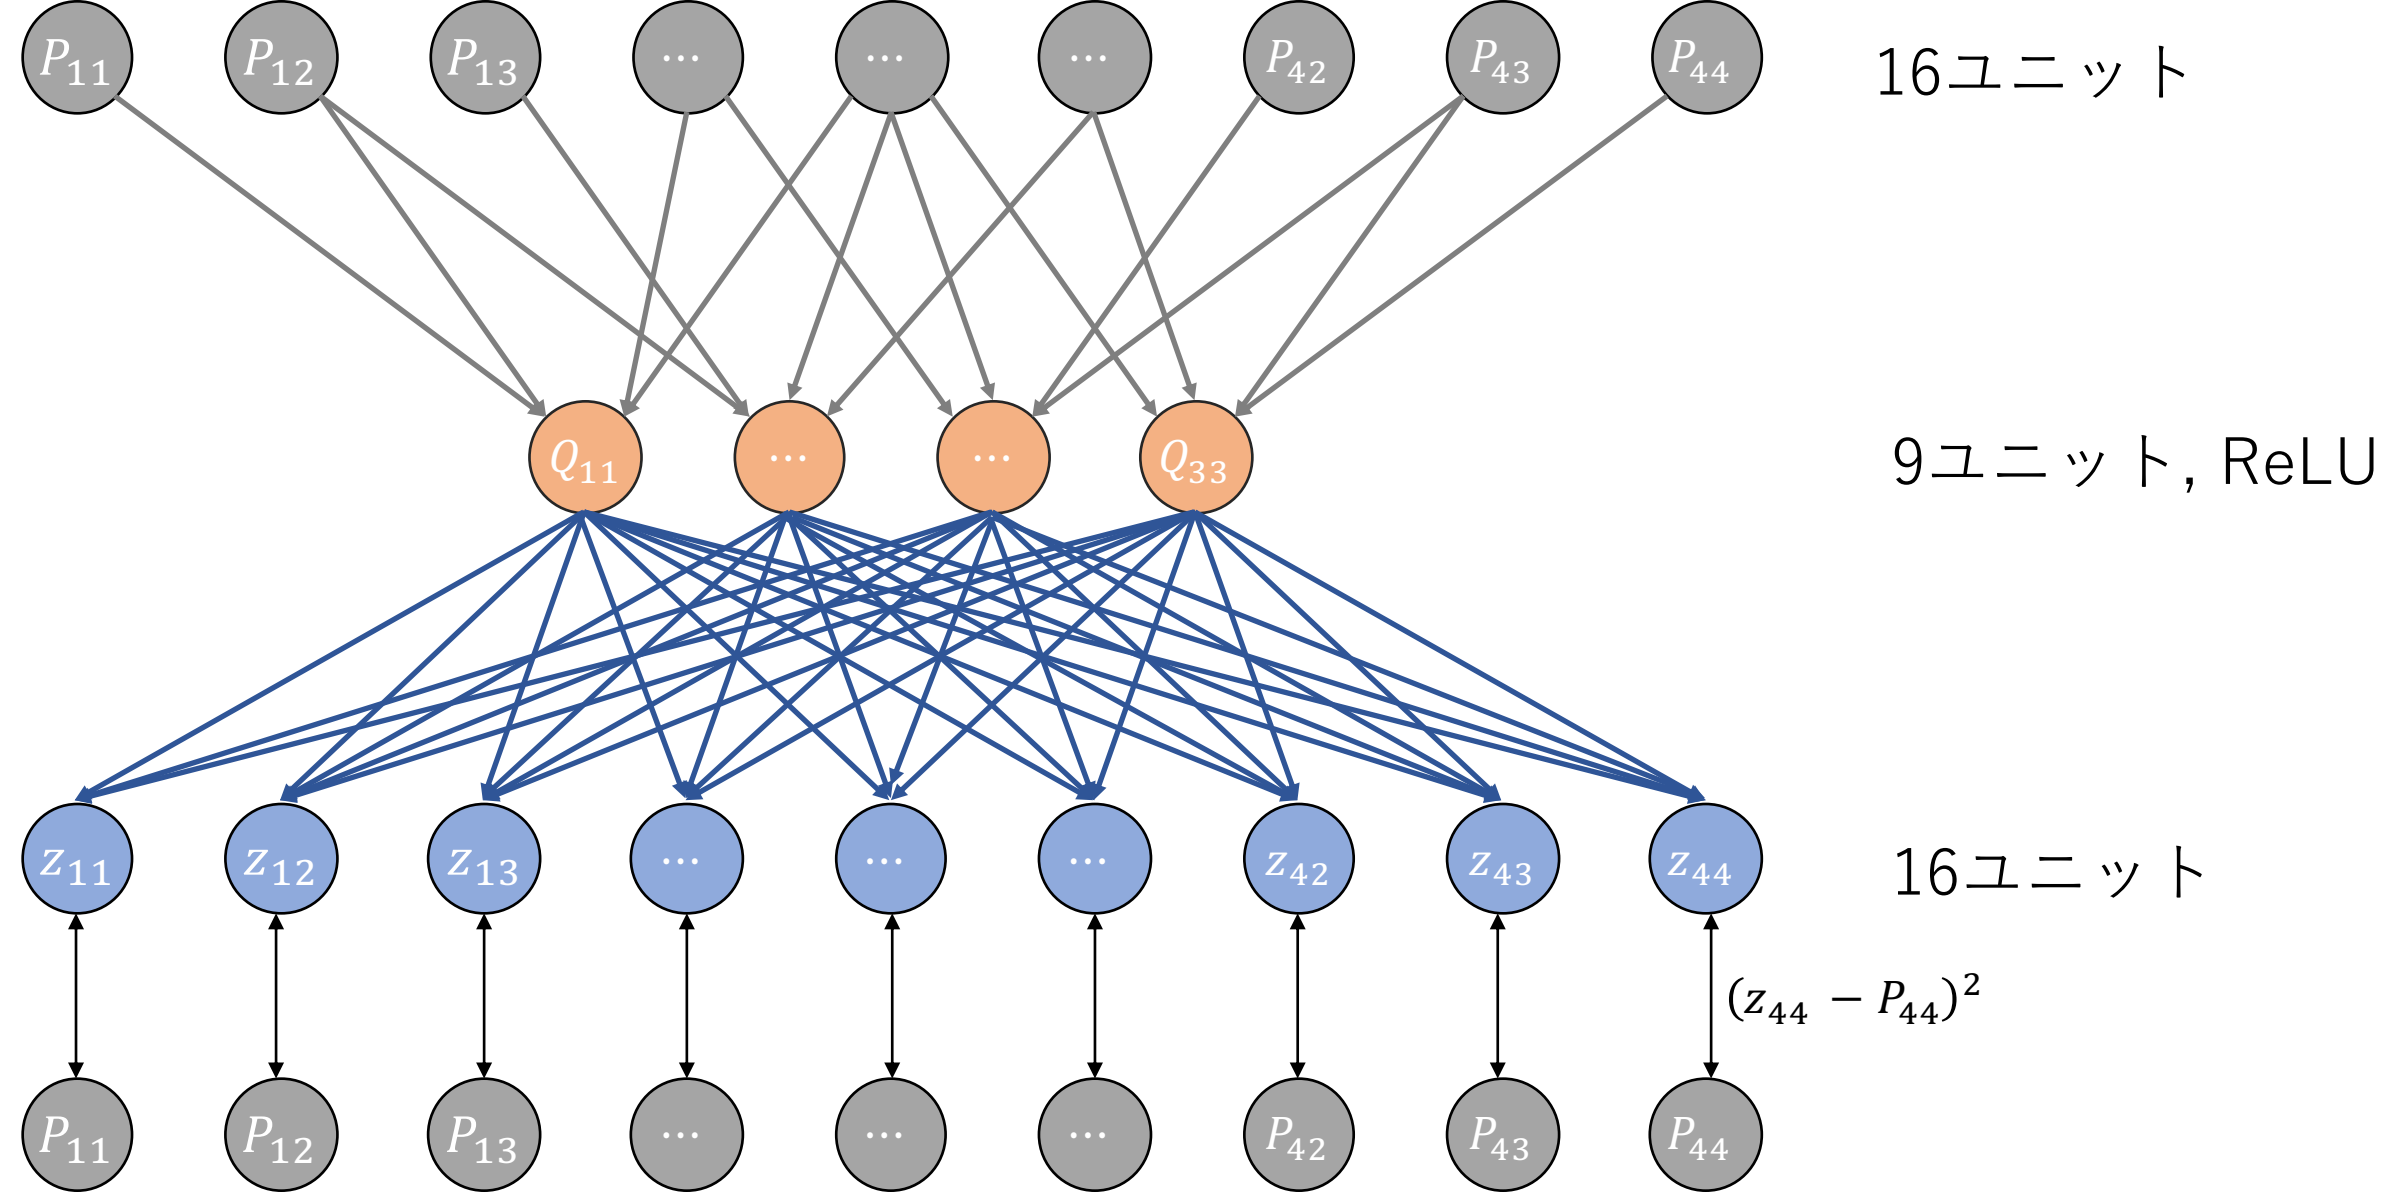 P₁₁ P₁₂ P₁₃ ⋯ ⋯ ⋯ P₄₂ P₄₃ P₄₄ 16ユニット
Q₁₁ ⋯ ⋯ Q₃₃ 9ユニット, ReLU
z₁₁ z₁₂ z₁₃ ⋯ ⋯ ⋯ z₄₂ z₄₃ z₄₄ 16ユニット
(z₄₄ − P₄₄)²
P₁₁ P₁₂ P₁₃ ⋯ ⋯ ⋯ P₄₂ P₄₃ P₄₄